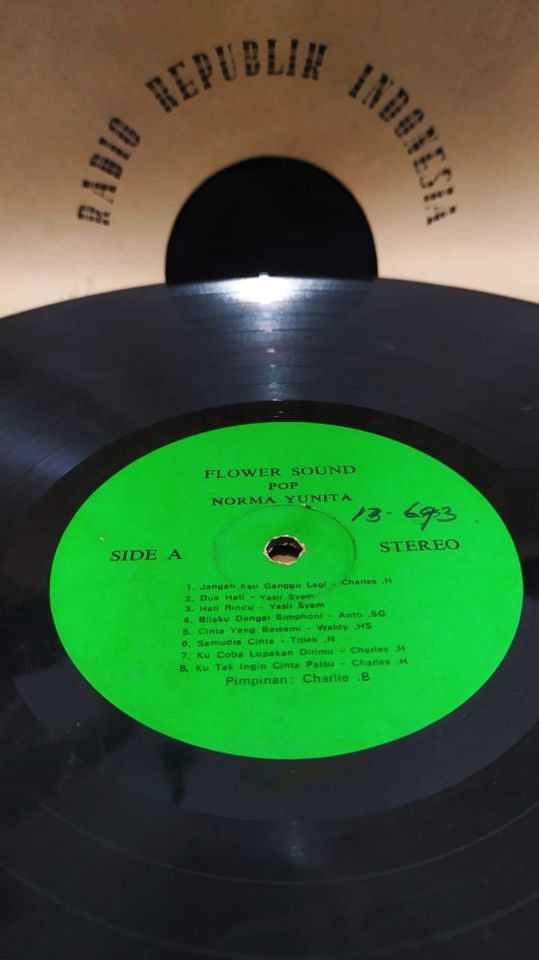 RADIO REPUBLIK INDONESIA
FLOWER SOUND
POP
NORMA YUNITA
13-693
SIDE A
STEREO
1. Jangan Kau Ganggu Lagi - Charles .H
2. Dua Hati - Yasir Syam
3. Hati Rindu - Yasir Syam
4. Bilaku Dengar Simphoni - Anto .SG
5. Cinta Yang Bersemi - Waldy .HS
6. Samudra Cinta - Titiek .N
7. Ku Coba Lupakan Dirimu - Charles .H
8. Ku Tak Ingin Cinta Palsu - Charles .H
Pimpinan: Charlie .B